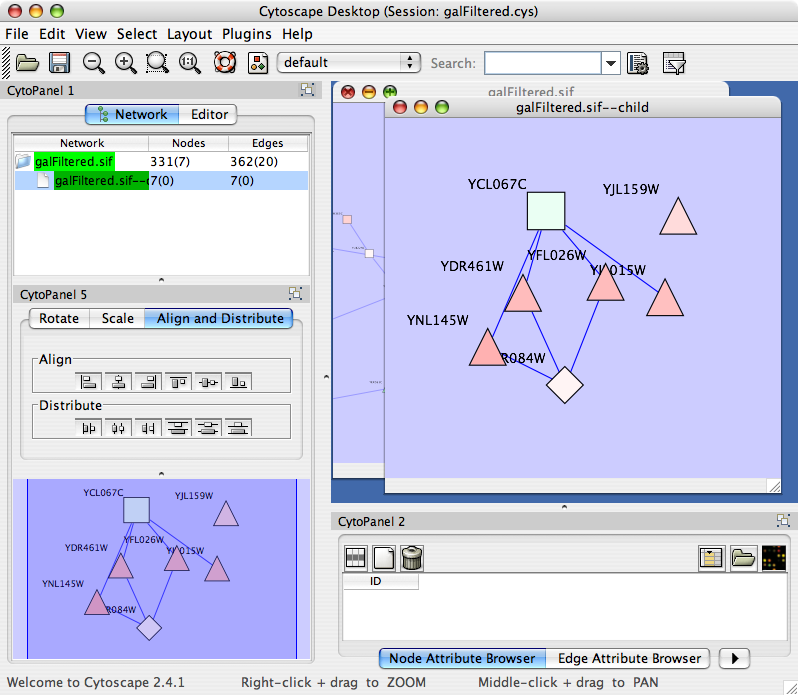 Cytoscape Desktop (Session: galFiltered.cys)
File Edit View Select Layout Plugins Help
default
Search:
CytoPanel 1
Network Editor
Network Nodes Edges
galFiltered.sif 331(7) 362(20)
galFiltered.sif-- 7(0) 7(0)
CytoPanel 5
Rotate Scale Align and Distribute
Align
Distribute
YCL067C YJL159W
YDR461W YFL026W 015W
YNL145W
R084W
galFiltered.sif
galFiltered.sif--child
YCL067C YJL159W
YDR461W YFL026W 015W
YNL145W
R084W
CytoPanel 2
ID
Node Attribute Browser Edge Attribute Browser
Welcome to Cytoscape 2.4.1 Right-click + drag to ZOOM Middle-click + drag to PAN